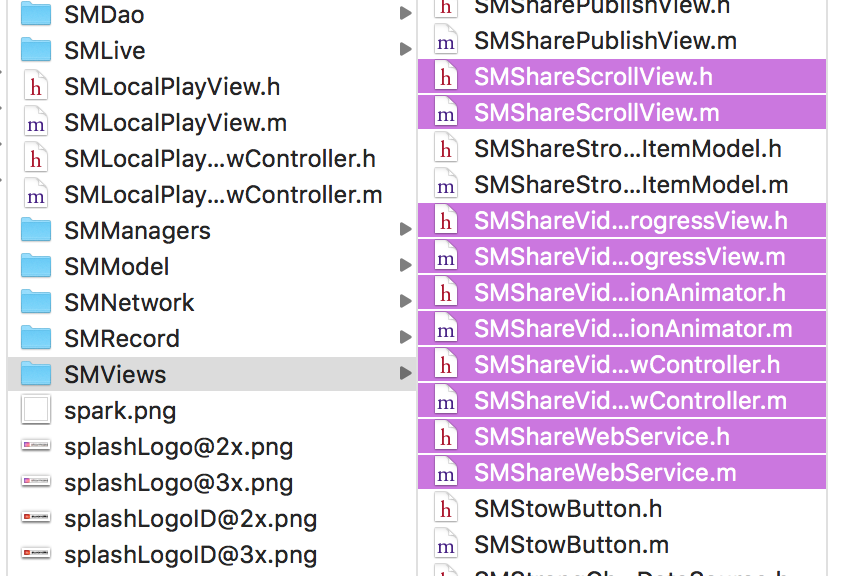 SMDao
SMLive
SMLocalPlayView.h
SMLocalPlayView.m
SMLocalPlay...wController.h
SMLocalPlay...wController.m
SMManagers
SMModel
SMNetwork
SMRecord
SMViews
spark.png
splashLogo@2x.png
splashLogo@3x.png
splashLogoID@2x.png
splashLogoID@3x.png
h SMSharePublishView.h
m SMSharePublishView.m
h SMShareScrollView.h
m SMShareScrollView.m
h SMShareStro...ItemModel.h
m SMShareStro...ItemModel.m
h SMShareVid...rogressView.h
m SMShareVid...ogressView.m
h SMShareVid...ionAnimator.h
m SMShareVid...ionAnimator.m
h SMShareVid...wController.h
m SMShareVid...wController.m
h SMShareWebService.h
m SMShareWebService.m
h SMStowButton.h
m SMStowButton.m